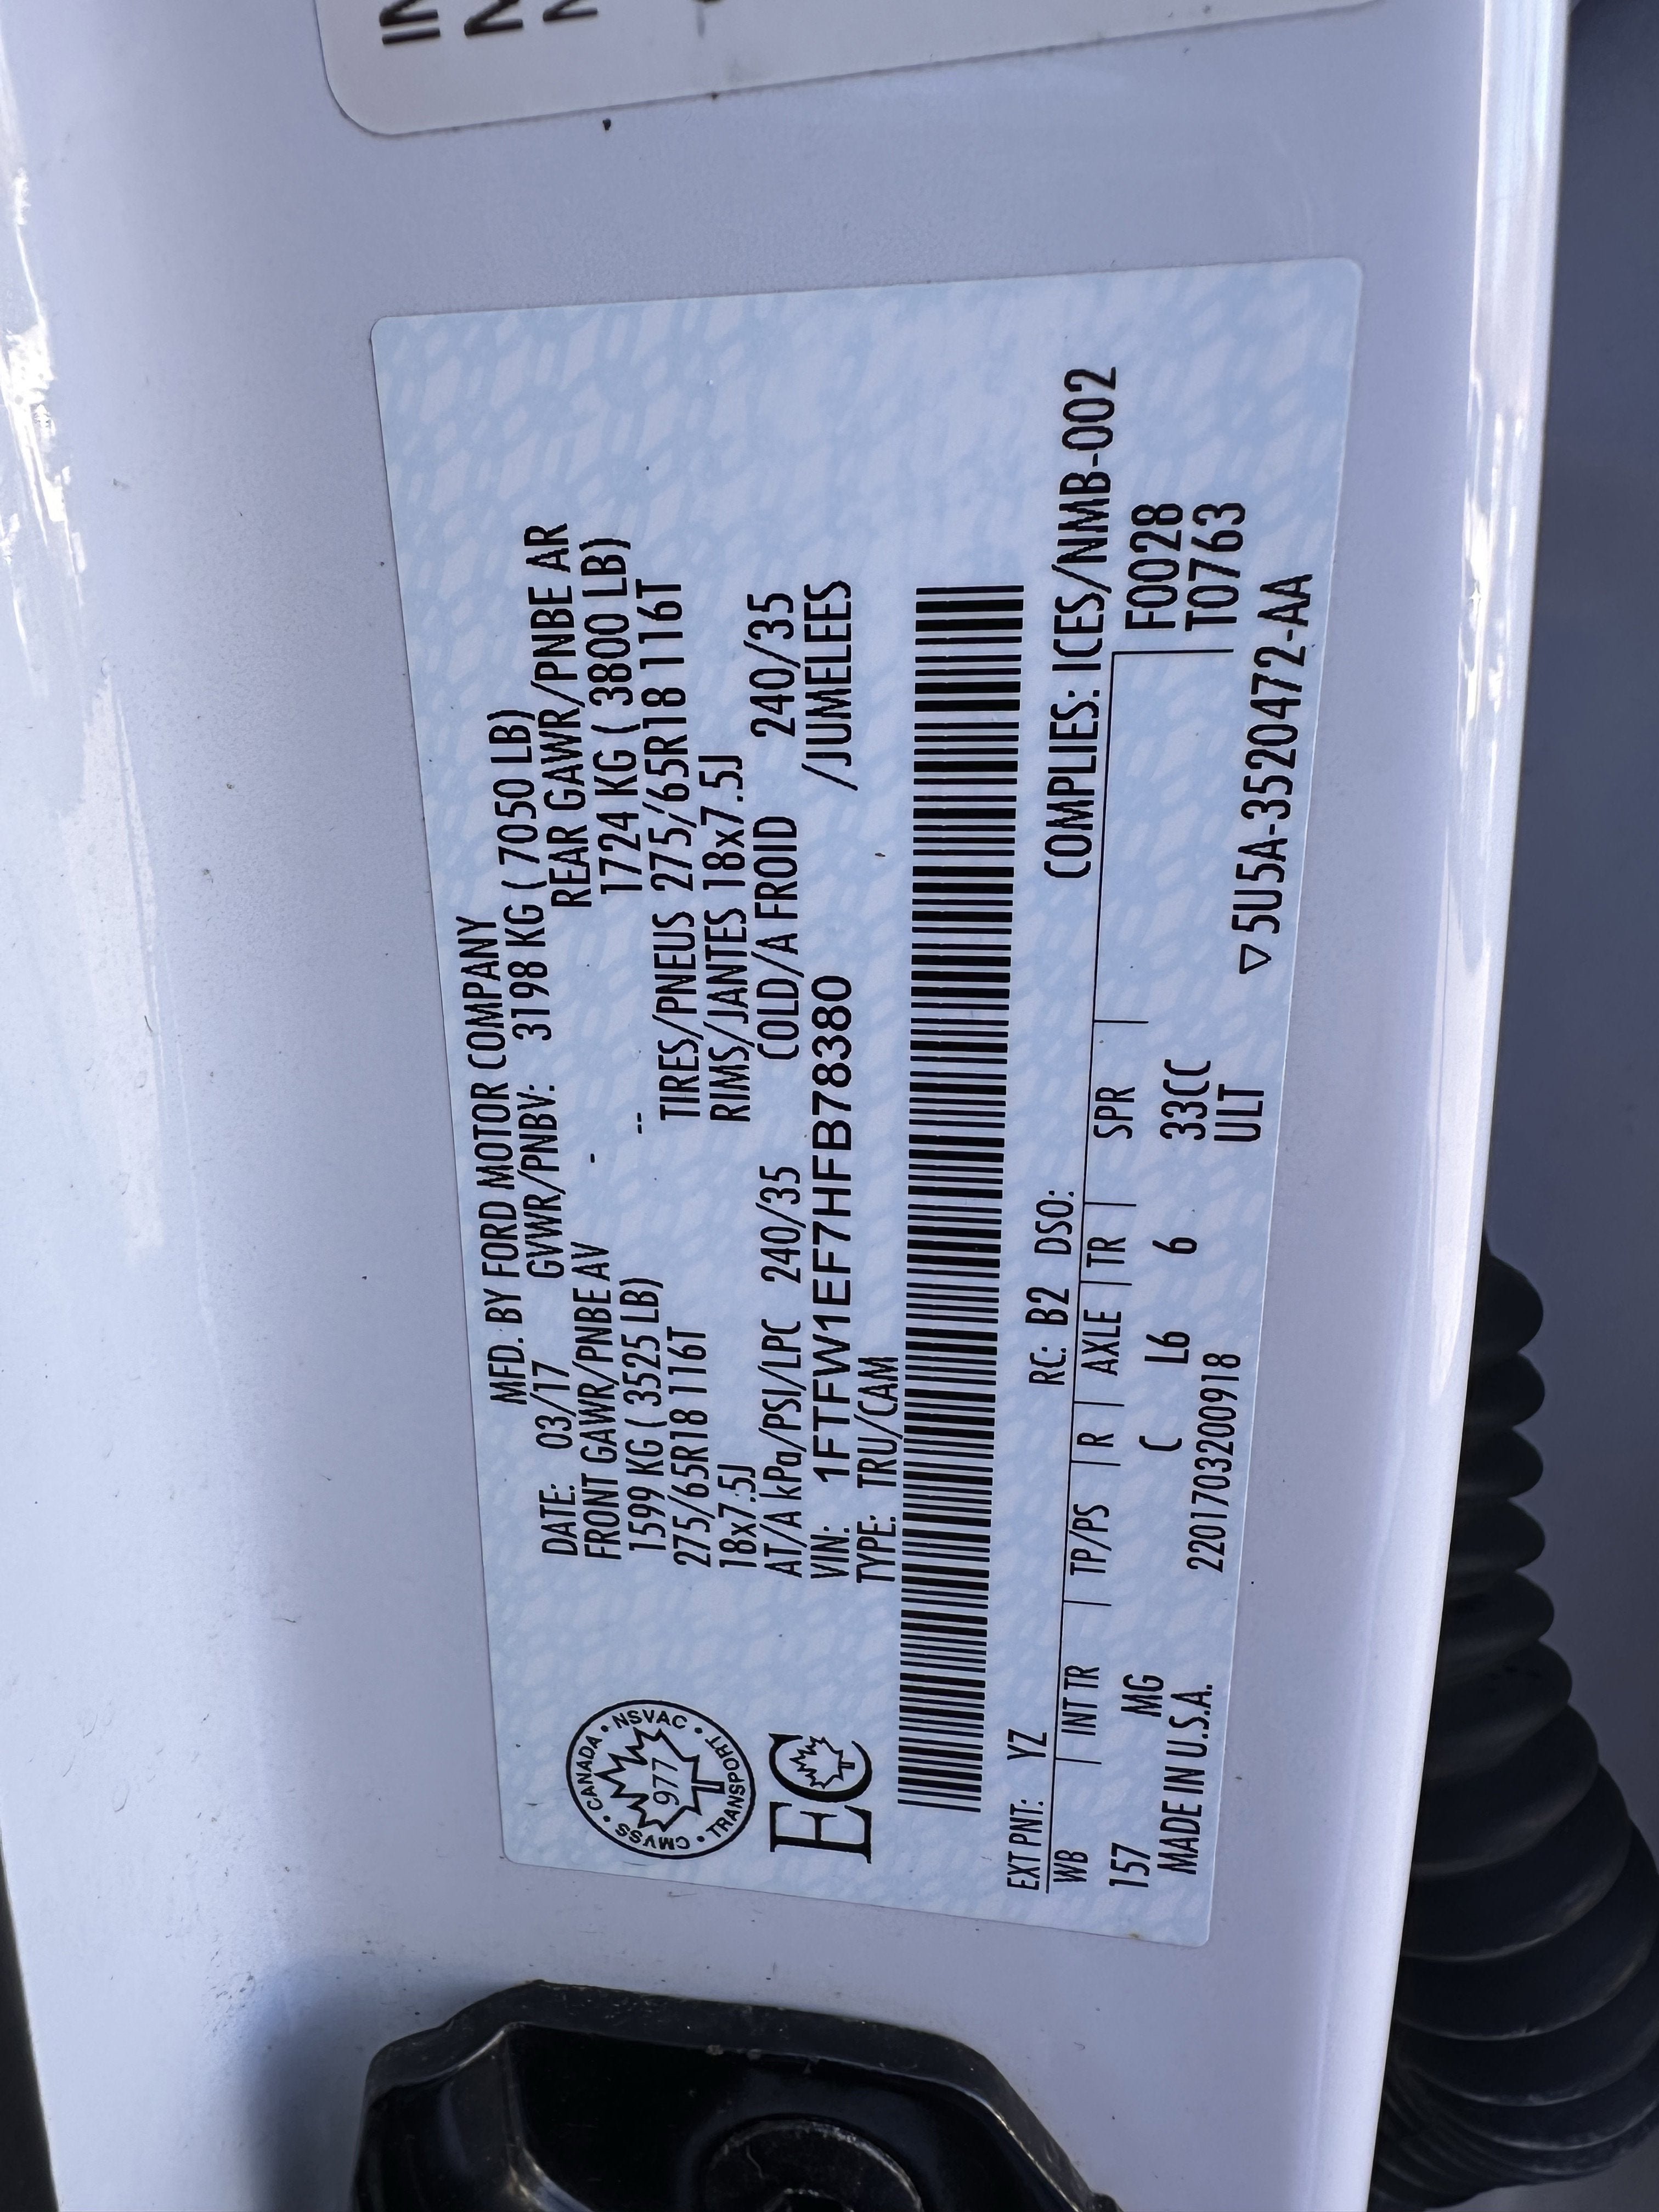 MFD. BY FORD MOTOR COMPANY
DATE: 03/17 GVWR/PNBV: 3198 KG ( 7050 LB)
FRONT GAWR/PNBE AV - REAR GAWR/PNBE AR
1599 KG ( 3525 LB) -- 1724 KG ( 3800 LB)
275/65R18 116T TIRES/PNEUS 275/65R18 116T
18x7.5J RIMS/JANTES 18x7.5J
AT/A kPa/PSI/LPC 240/35 COLD/A FROID 240/35
VIN: 1FTFW1EF7HFB78380 /JUMELEES
TYPE: TRU/CAM
CANADA • NSVAC • TRANSPORT • CMVSS •
977
EC
COMPLIES: ICES/NMB-002
EXT PNT: YZ RC: B2 DSO:
WB INT TR TP/PS R AXLE TR SPR F0028
157 MG C L6 6 33CC T0763
MADE IN U.S.A. 2201703200918 ULT
▽5U5A-3520472-AA